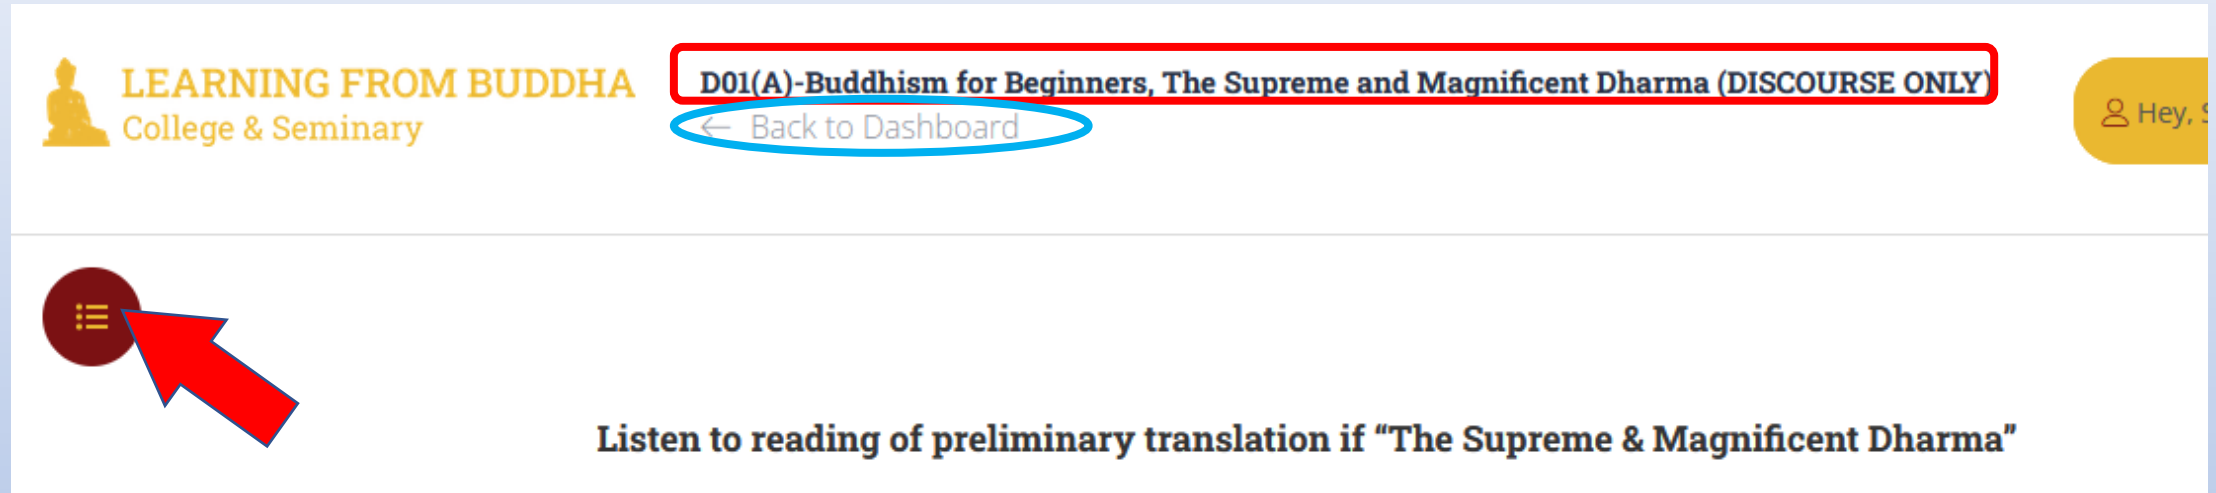 LEARNING FROM BUDDHA
College & Seminary
D01(A)-Buddhism for Beginners, The Supreme and Magnificent Dharma (DISCOURSE ONLY)
← Back to Dashboard
Hey,
Listen to reading of preliminary translation if “The Supreme & Magnificent Dharma”